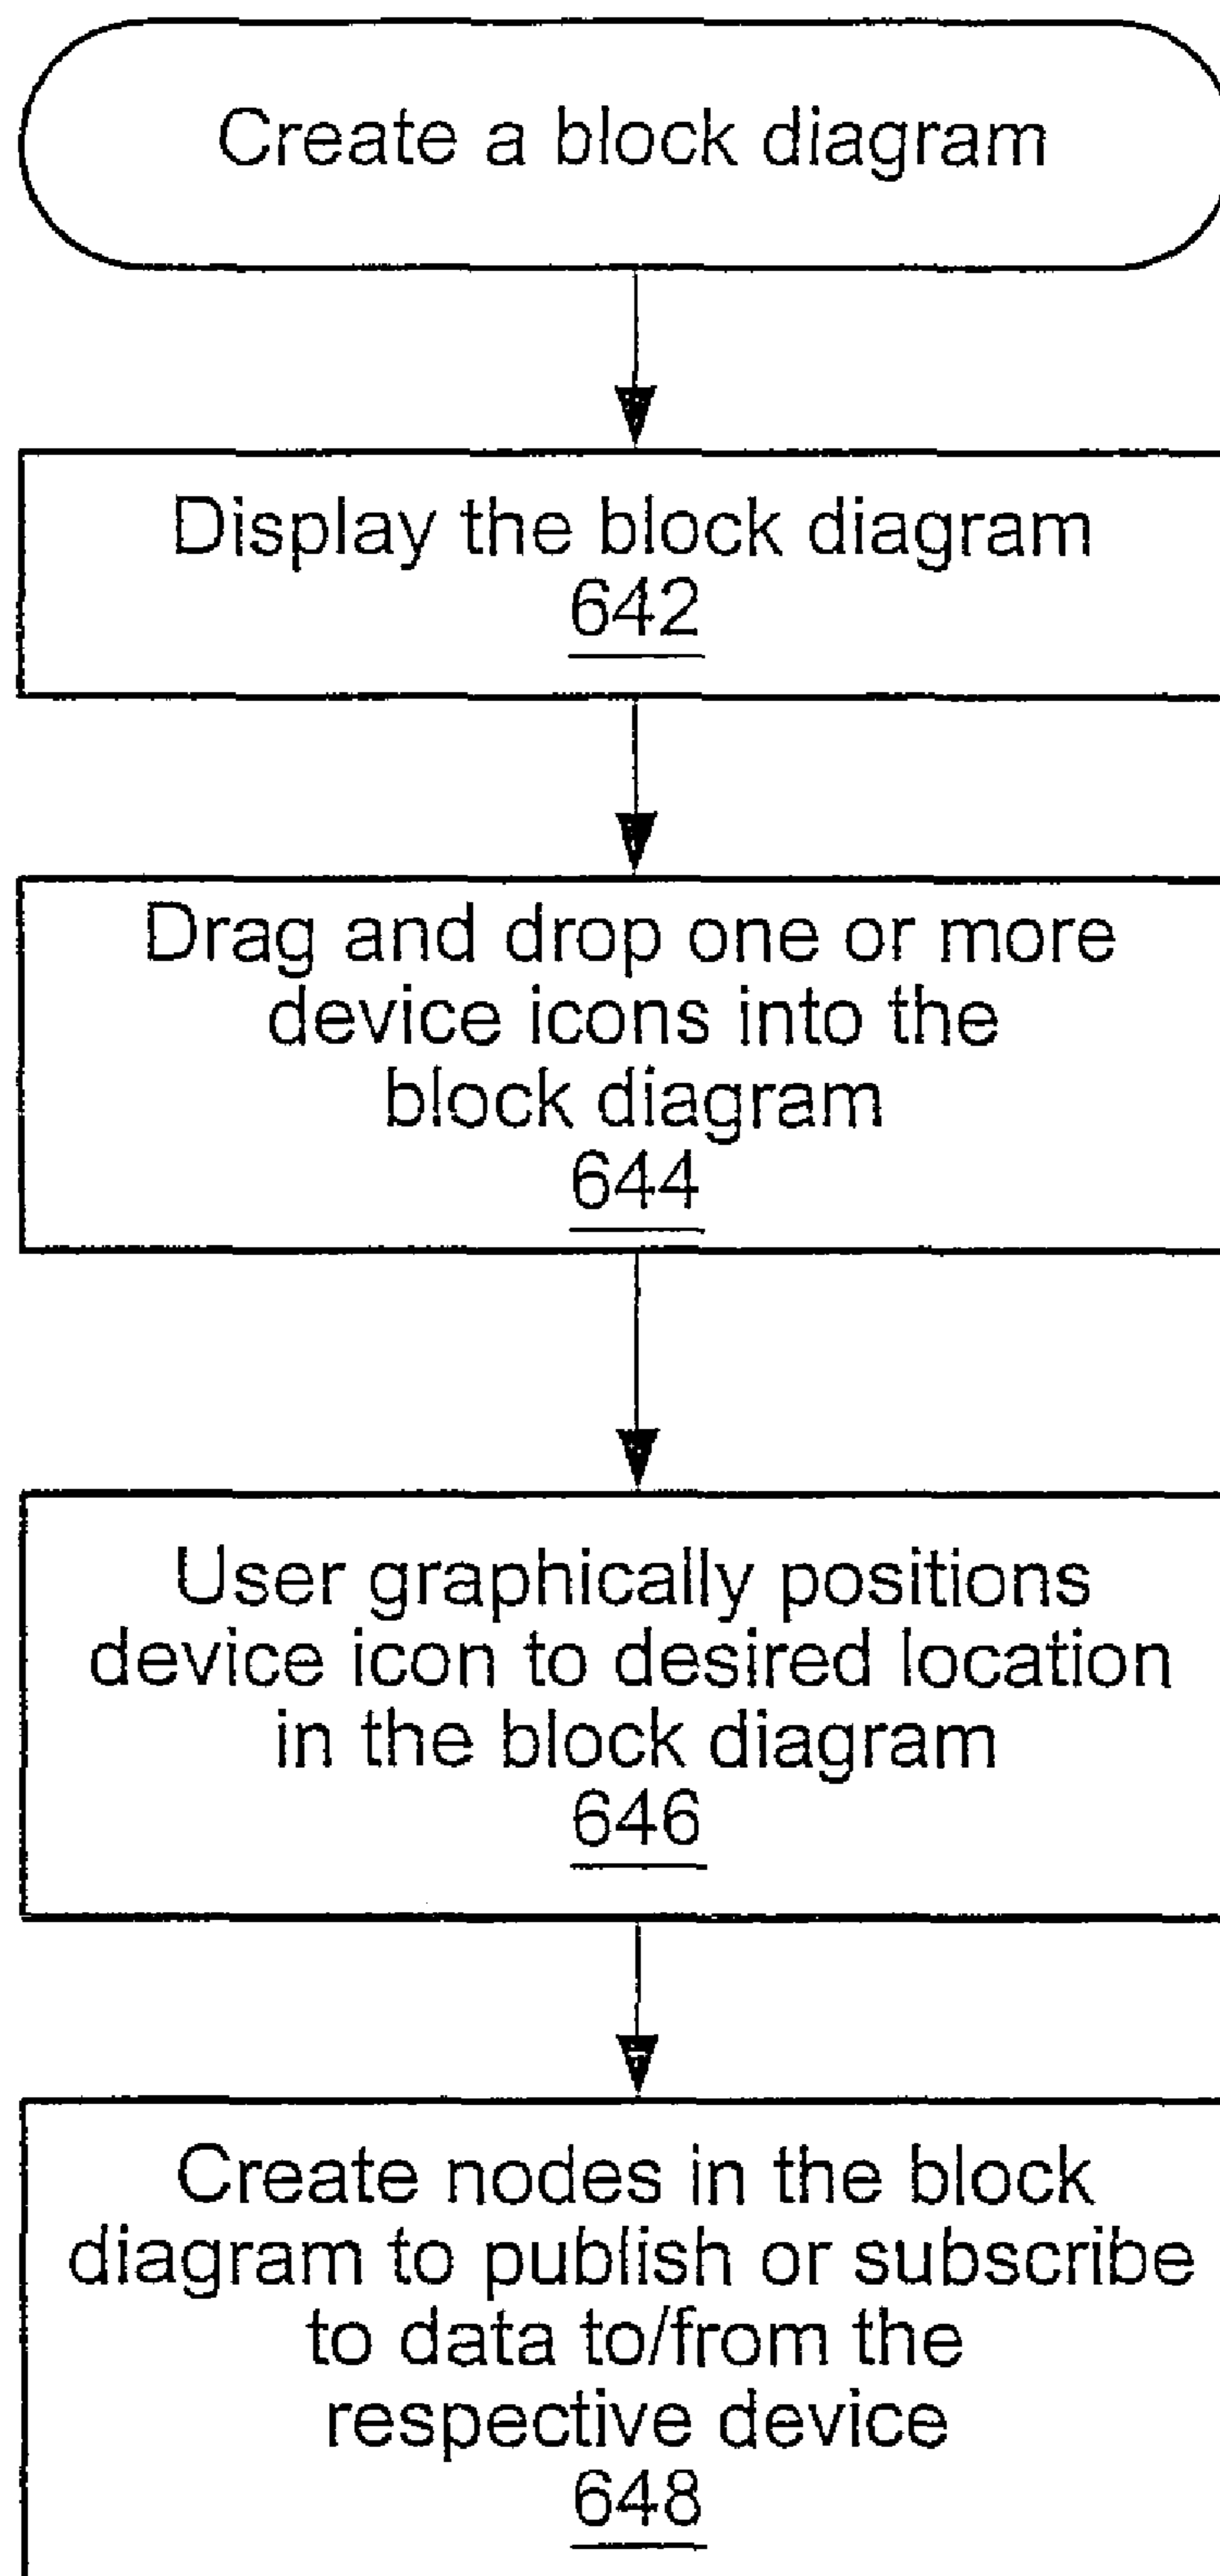 Create a block diagram
Display the block diagram
642
Drag and drop one or more
device icons into the
block diagram
644
User graphically positions
device icon to desired location
in the block diagram
646
Create nodes in the block
diagram to publish or subscribe
to data to/from the
respective device
648